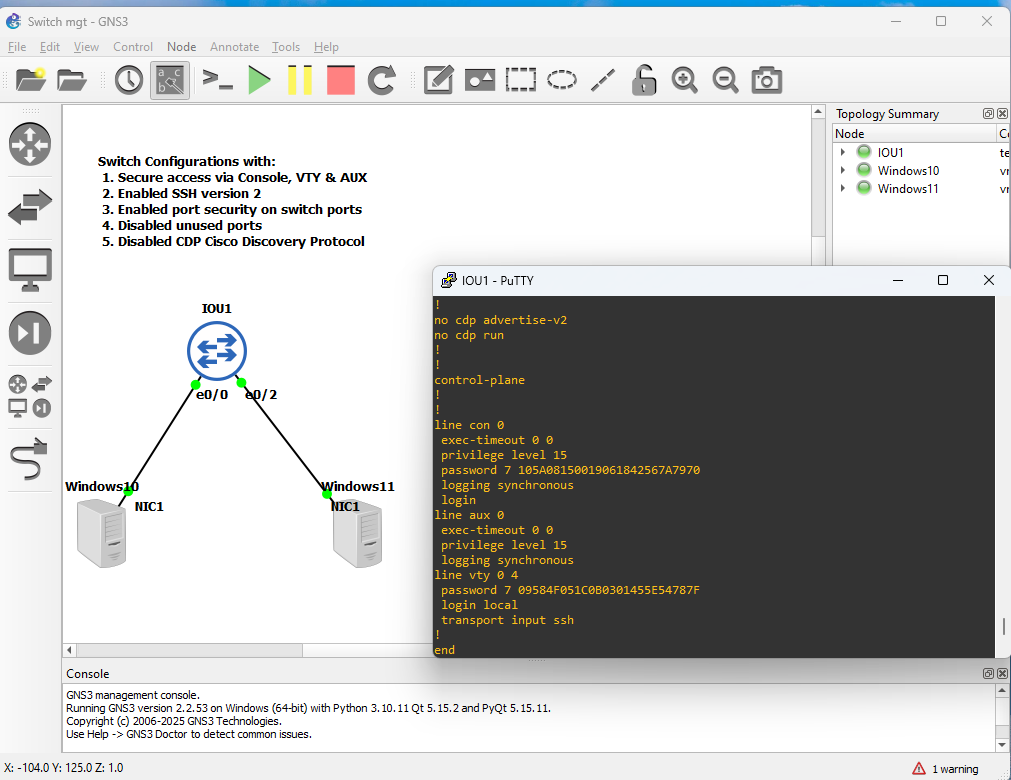 Switch mgt - GNS3
File Edit View Control Node Annotate Tools Help
Switch Configurations with:
1. Secure access via Console, VTY & AUX
2. Enabled SSH version 2
3. Enabled port security on switch ports
4. Disabled unused ports
5. Disabled CDP Cisco Discovery Protocol
IOU1
e0/0 e0/2
Windows10
NIC1
Windows11
NIC1
Topology Summary
Node Co
IOU1 te
Windows10 vr
Windows11 vr
IOU1 - PuTTY
!
no cdp advertise-v2
no cdp run
!
!
control-plane
!
!
line con 0
exec-timeout 0 0
privilege level 15
password 7 105A08150019061842567A7970
logging synchronous
login
line aux 0
exec-timeout 0 0
privilege level 15
logging synchronous
line vty 0 4
password 7 09584F051C0B0301455E54787F
login local
transport input ssh
!
end
Console
GNS3 management console.
Running GNS3 version 2.2.53 on Windows (64-bit) with Python 3.10.11 Qt 5.15.2 and PyQt 5.15.11.
Copyright (c) 2006-2025 GNS3 Technologies.
Use Help -> GNS3 Doctor to detect common issues.
X: -104.0 Y: 125.0 Z: 1.0
1 warning